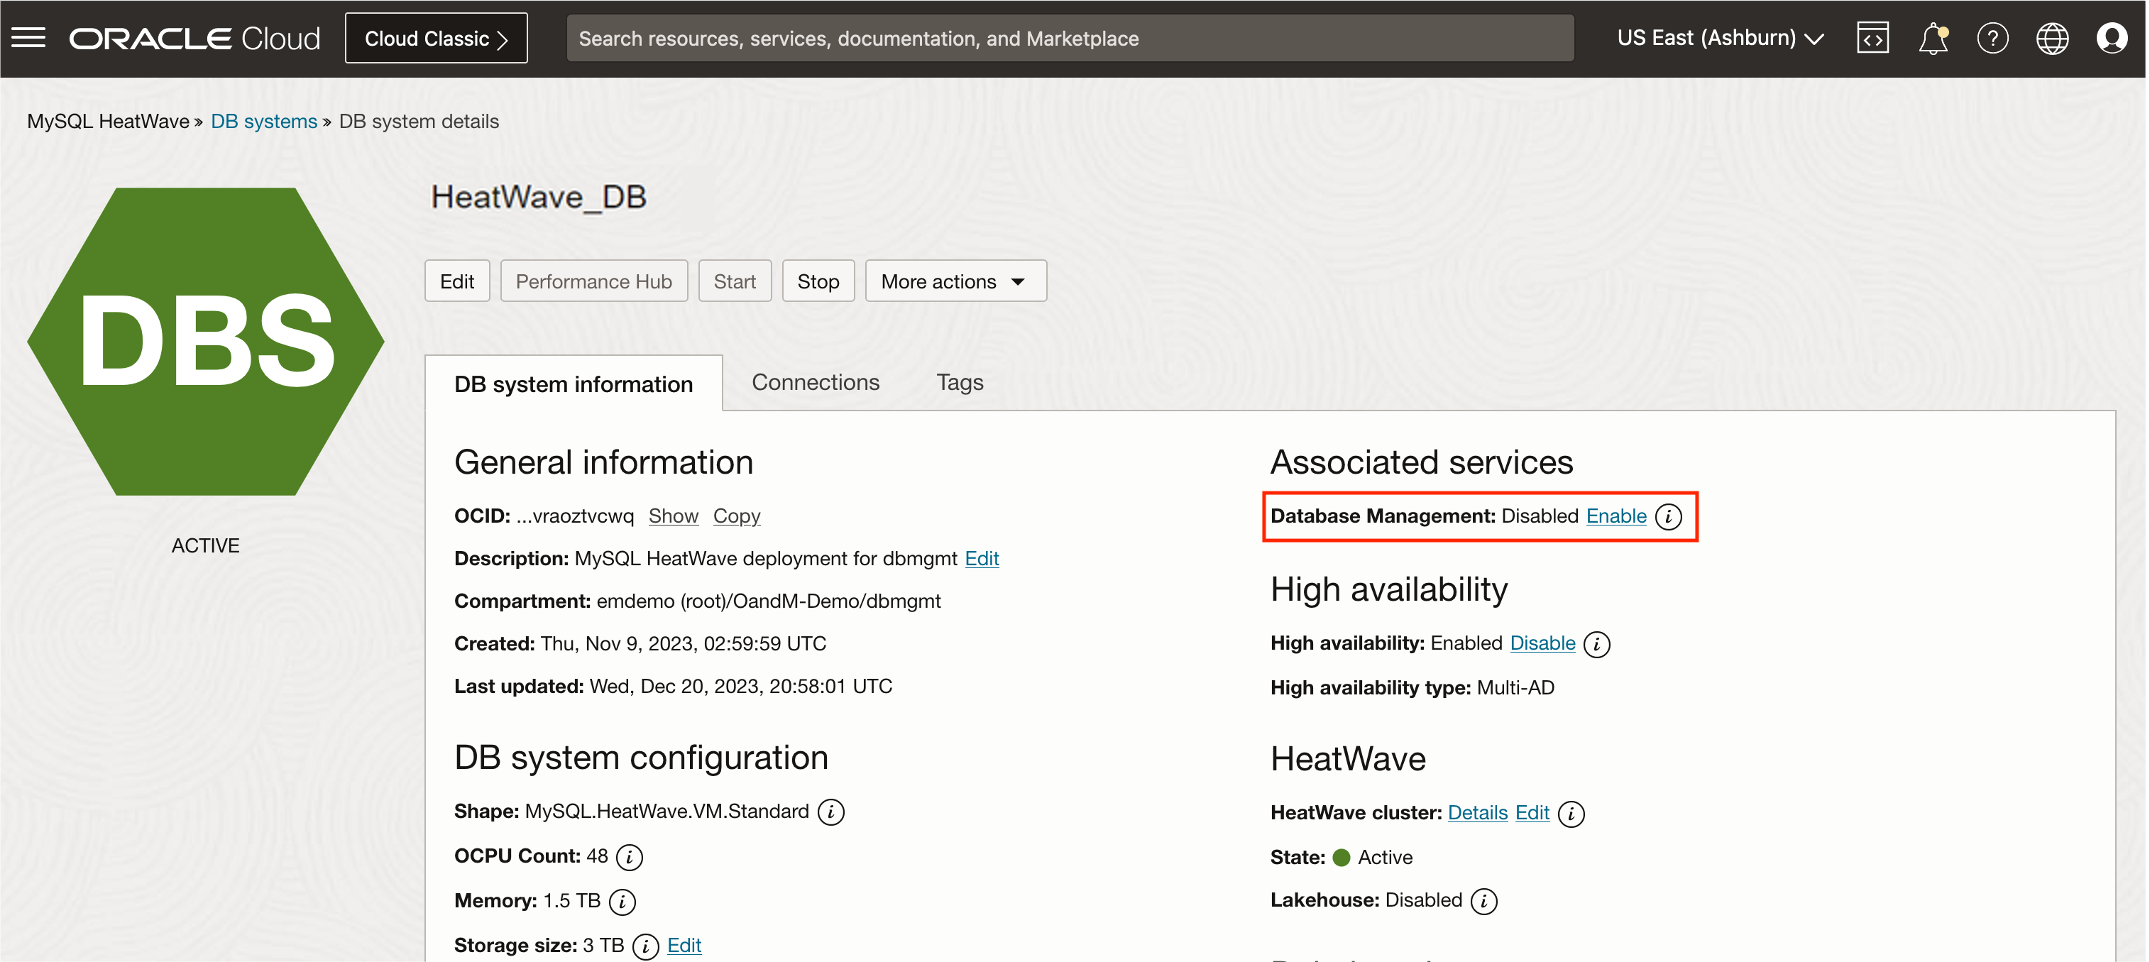 ORACLE Cloud
Cloud Classic
Search resources, services, documentation, and Marketplace
US East (Ashburn)
MySQL HeatWave » DB systems » DB system details
DBS
ACTIVE
HeatWave_DB
Edit
Performance Hub
Start
Stop
More actions
DB system information
Connections
Tags
General information
OCID: ...vraoztvcwq Show Copy
Description: MySQL HeatWave deployment for dbmgmt Edit
Compartment: emdemo (root)/OandM-Demo/dbmgmt
Created: Thu, Nov 9, 2023, 02:59:59 UTC
Last updated: Wed, Dec 20, 2023, 20:58:01 UTC
DB system configuration
Shape: MySQL.HeatWave.VM.Standard
OCPU Count: 48
Memory: 1.5 TB
Storage size: 3 TB Edit
Associated services
Database Management: Disabled Enable
High availability
High availability: Enabled Disable
High availability type: Multi-AD
HeatWave
HeatWave cluster: Details Edit
State: Active
Lakehouse: Disabled